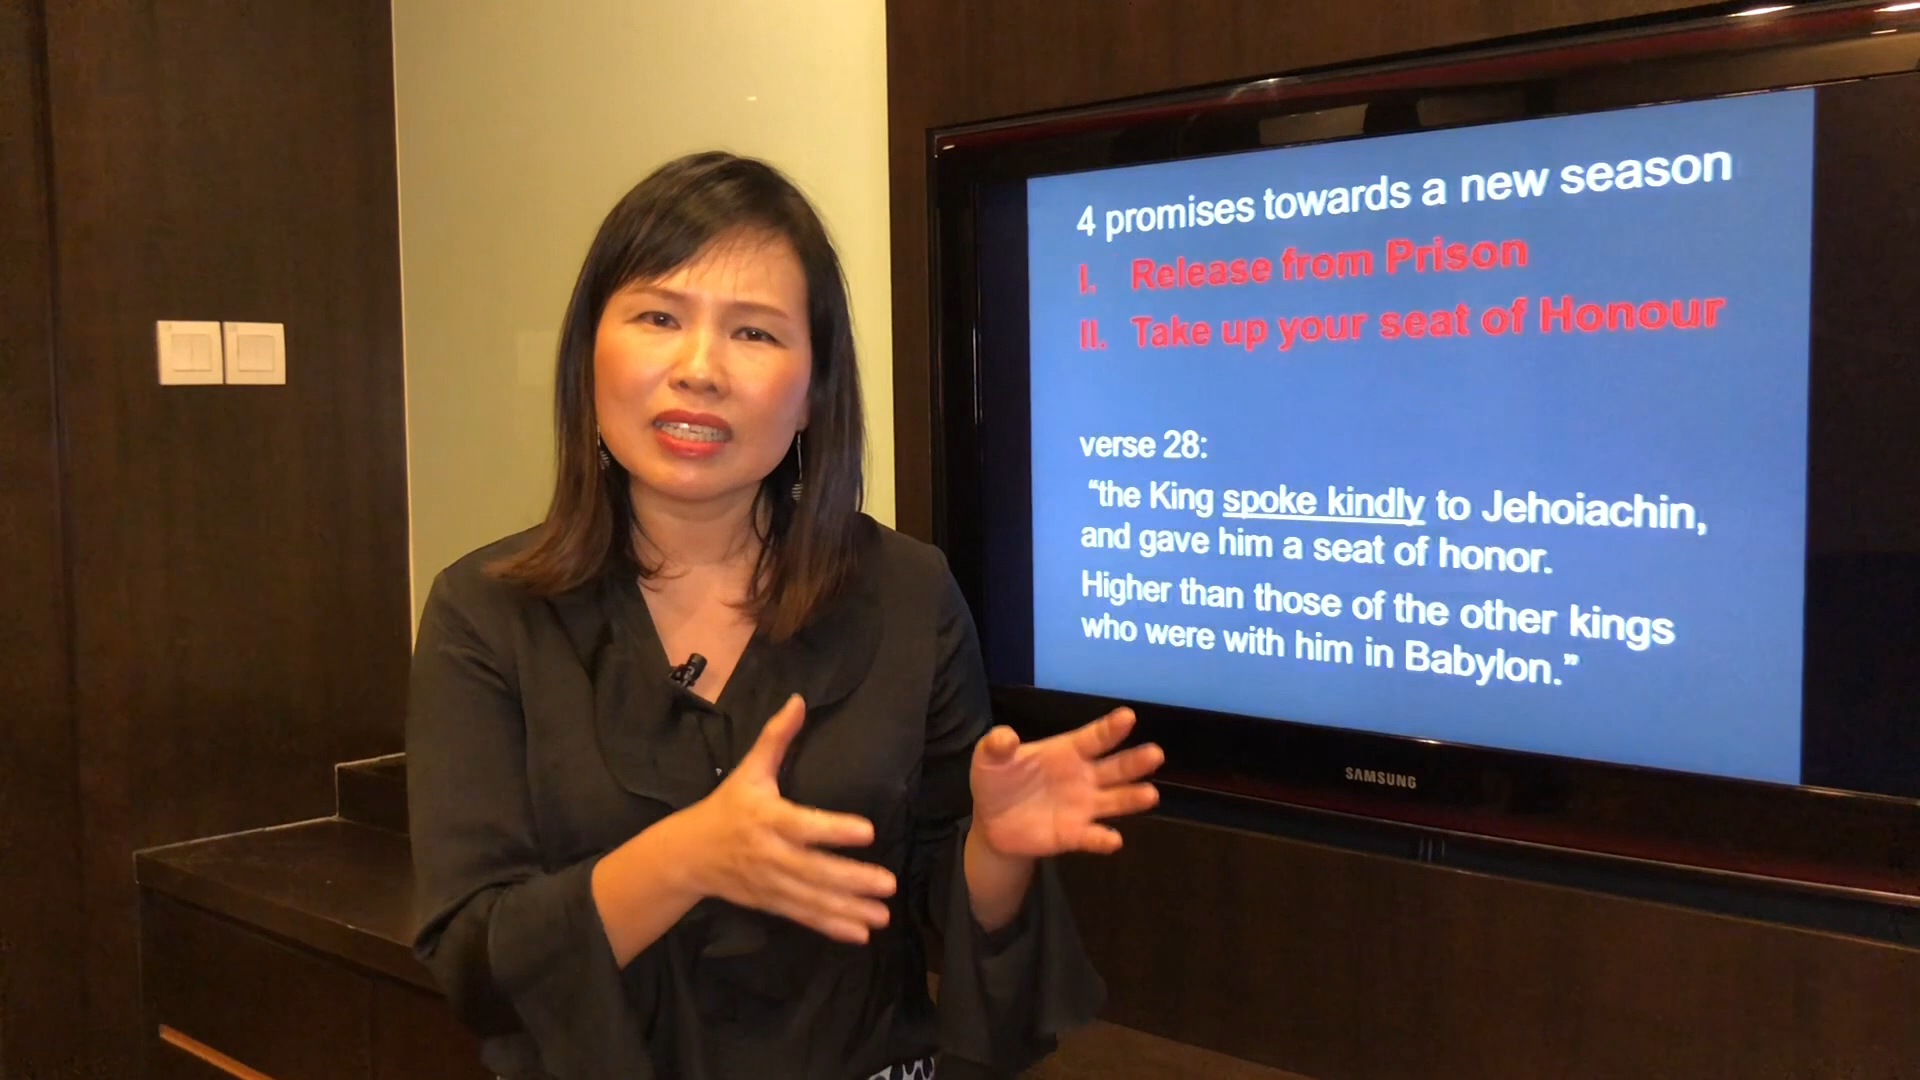 4 promises towards a new season
I. Release from Prison
II. Take up your seat of Honour
verse 28:
“the King spoke kindly to Jehoiachin,
and gave him a seat of honor.
Higher than those of the other kings
who were with him in Babylon.”
SAMSUNG